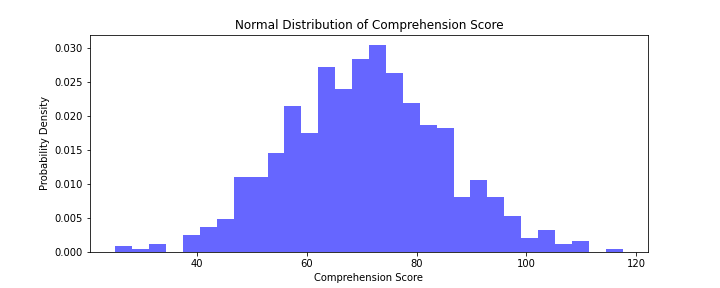 Normal Distribution of Comprehension Score
Probability Density
0.030
0.025
0.020
0.015
0.010
0.005
0.000
40 60 80 100 120
Comprehension Score